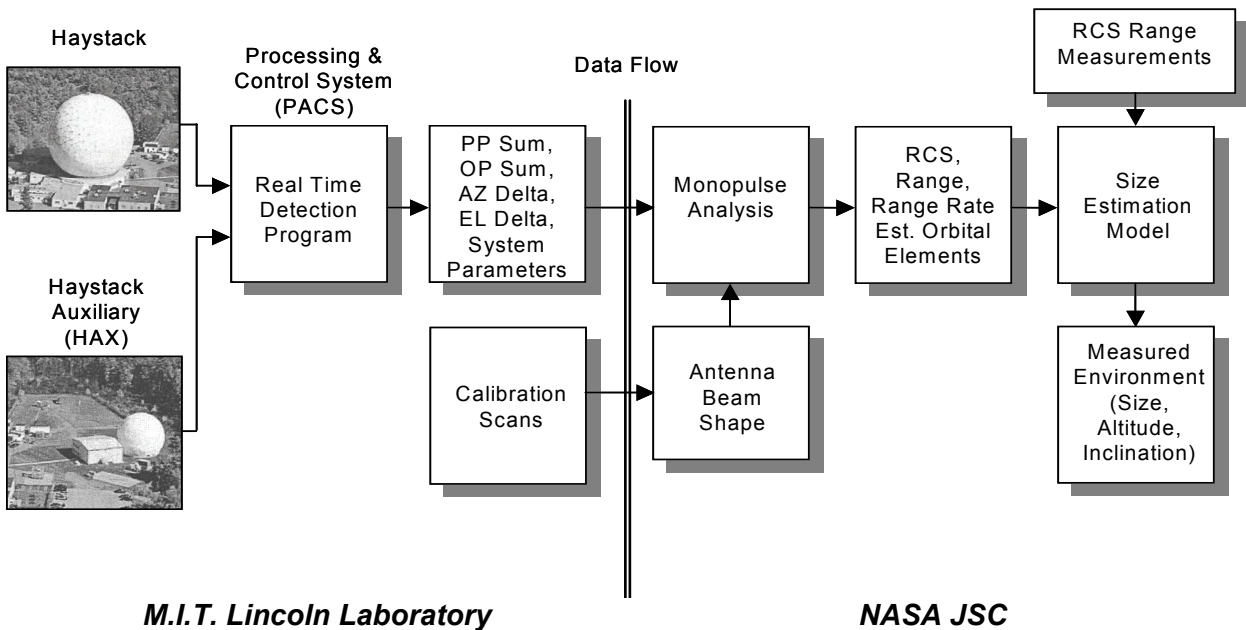 Haystack
Processing &
Control System
(PACS)
Data Flow
RCS Range
Measurements
Real Time
Detection
Program
PP Sum,
OP Sum,
AZ Delta,
EL Delta,
System
Parameters
Monopulse
Analysis
RCS,
Range,
Range Rate
Est. Orbital
Elements
Size
Estimation
Model
Haystack
Auxiliary
(HAX)
Calibration
Scans
Antenna
Beam
Shape
Measured
Environment
(Size,
Altitude,
Inclination)
M.I.T. Lincoln Laboratory
NASA JSC